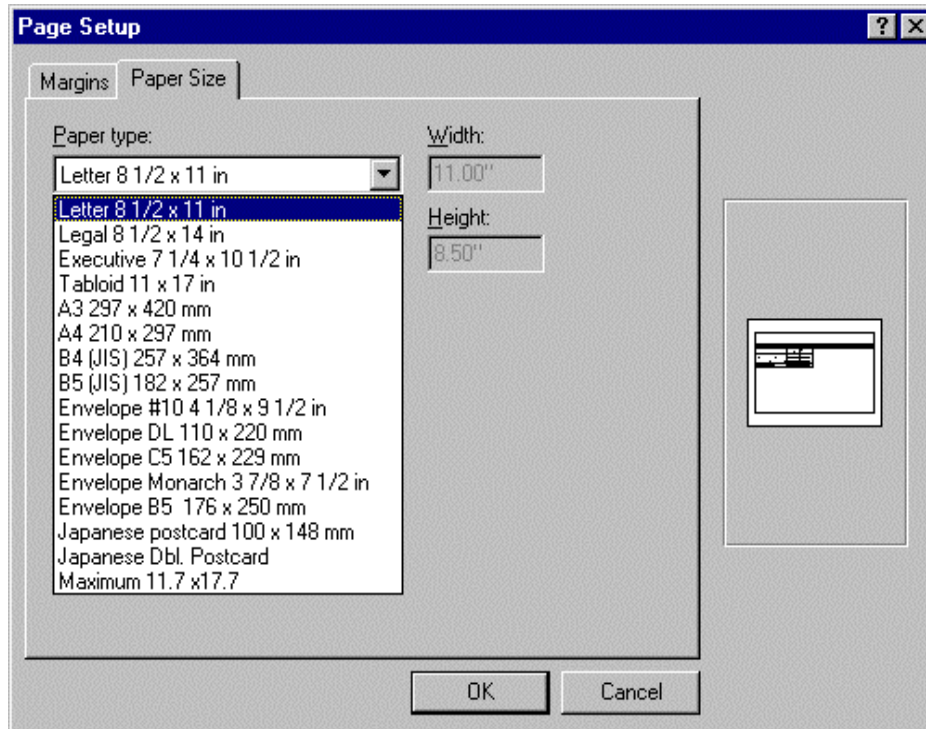 Page Setup
Margins
Paper Size
Paper type:
Width:
Letter 8 1/2 x 11 in
11.00"
Letter 8 1/2 x 11 in
Height:
Legal 8 1/2 x 14 in
8.50"
Executive 7 1/4 x 10 1/2 in
Tabloid 11 x 17 in
A3 297 x 420 mm
A4 210 x 297 mm
B4 (JIS) 257 x 364 mm
B5 (JIS) 182 x 257 mm
Envelope #10 4 1/8 x 9 1/2 in
Envelope DL 110 x 220 mm
Envelope C5 162 x 229 mm
Envelope Monarch 3 7/8 x 7 1/2 in
Envelope B5  176 x 250 mm
Japanese postcard 100 x 148 mm
Japanese Dbl. Postcard
Maximum 11.7 x17.7
OK
Cancel